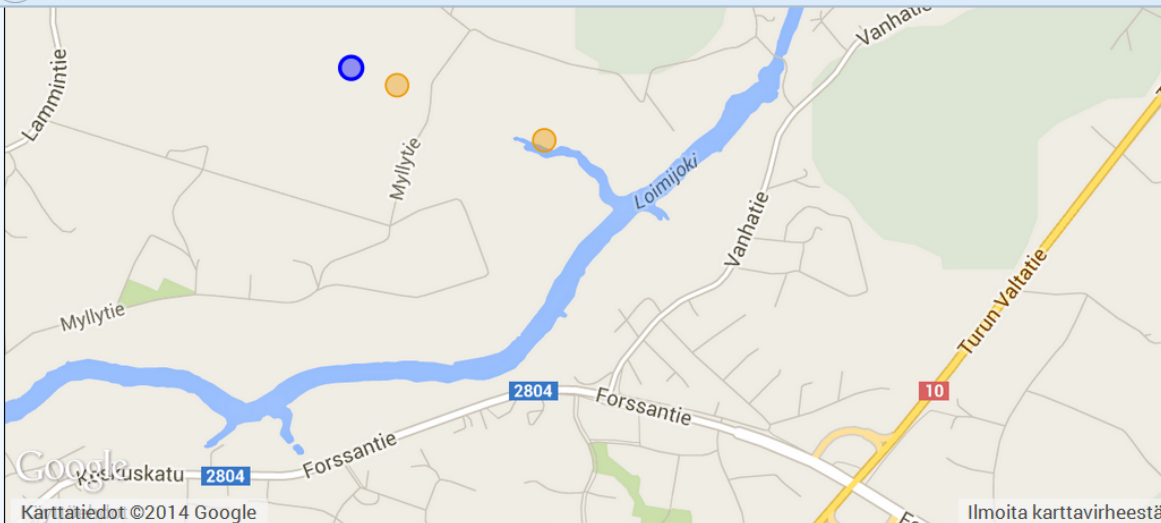 Vanhatie
Lammintie
Myllytie
Loimijoki
Vanhatie
Turun Valtatie
Myllytie
2804
10
Forssantie
Forssantie
Google
Keskuskatu
2804
Karttatiedot ©2014 Google
Ilmoita karttavirheestä